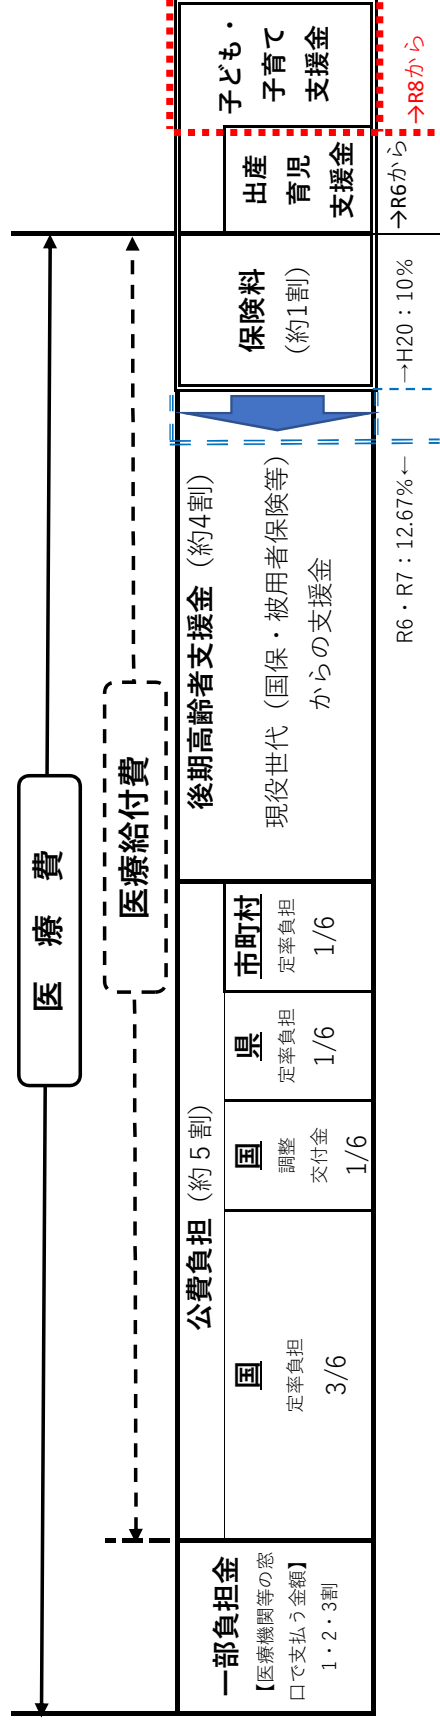 医 療 費
医療給付費
一部負担金
【医療機関等の窓
口で支払う金額】
1・2・3割
公費負担（約５割）
国
定率負担
3/6
国
調整
交付金
1/6
県
定率負担
1/6
市町村
定率負担
1/6
後期高齢者支援金（約4割）
現役世代（国保・被用者保険等）
からの支援金
保険料
（約1割）
出産
育児
支援金
子ども・
子育て
支援金
R6・R7：12.67%←
→H20：10%
→R6から
→R8から